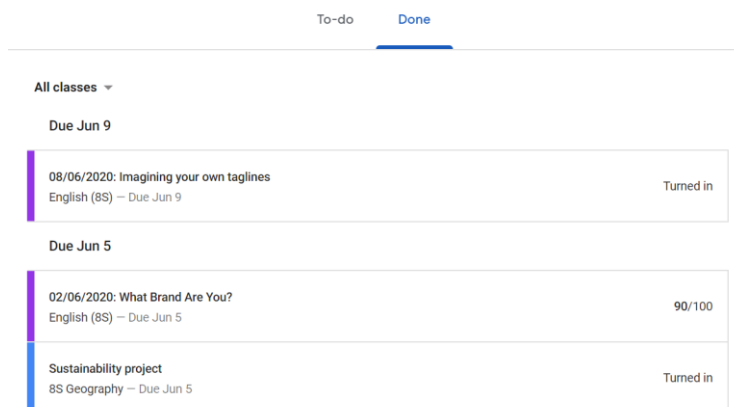 To-do Done
All classes
Due Jun 9
08/06/2020: Imagining your own taglines
English (8S) — Due Jun 9
Turned in
Due Jun 5
02/06/2020: What Brand Are You?
English (8S) — Due Jun 5
90/100
Sustainability project
8S Geography — Due Jun 5
Turned in